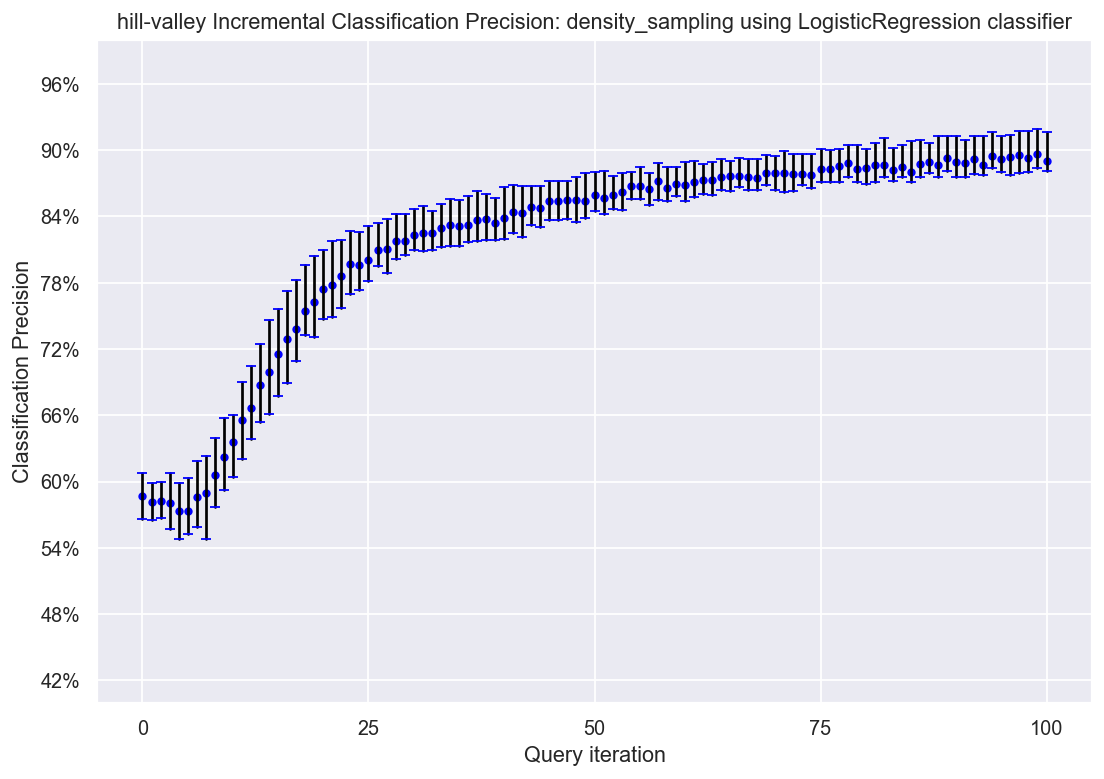 hill-valley Incremental Classification Precision: density_sampling using LogisticRegression classifier
Classification Precision
96%
90%
84%
78%
72%
66%
60%
54%
48%
42%
0 25 50 75 100
Query iteration